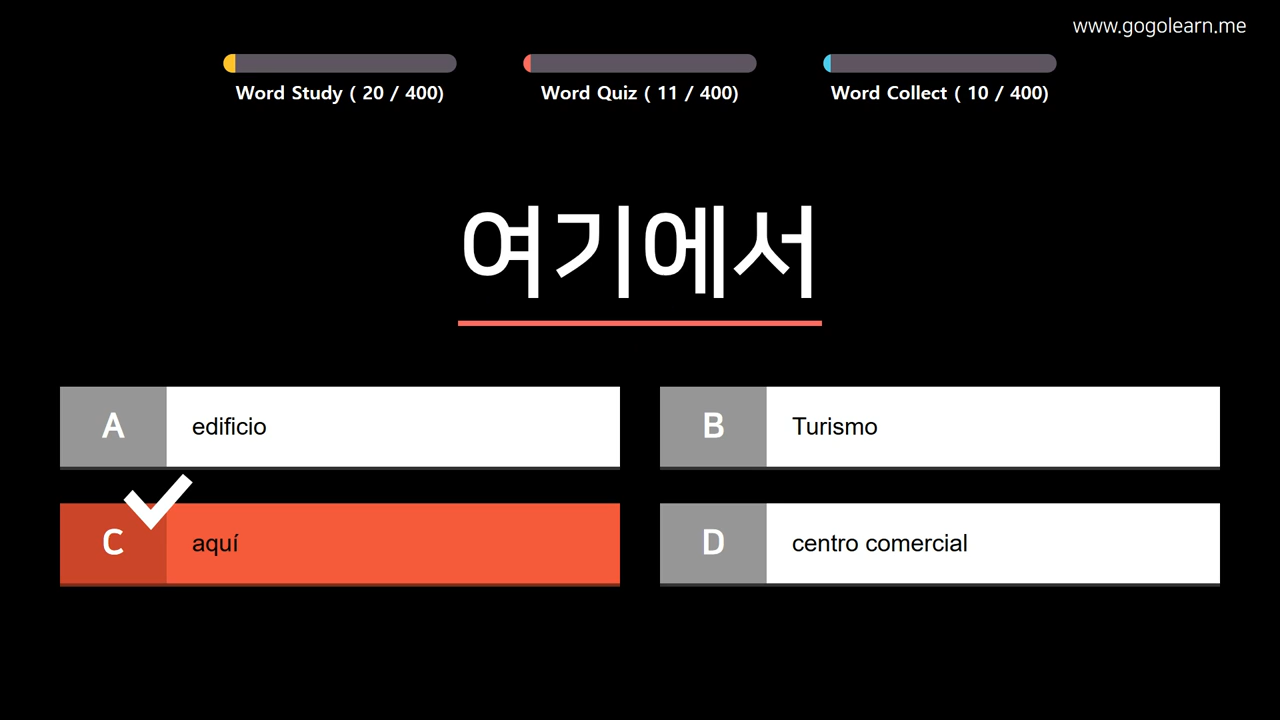 www.gogolearn.me
Word Study ( 20 / 400)
Word Quiz ( 11 / 400)
Word Collect ( 10 / 400)
여기에서
A edificio
B Turismo
C aquí
D centro comercial